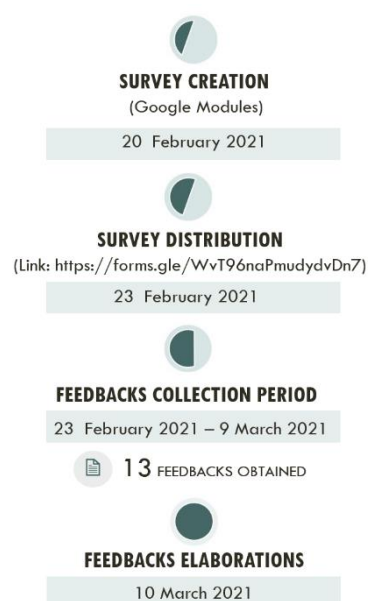 SURVEY CREATION
(Google Modules)
20 February 2021
SURVEY DISTRIBUTION
(Link: https://forms.gle/WvT96naPmudydvDn7)
23 February 2021
FEEDBACKS COLLECTION PERIOD
23 February 2021 – 9 March 2021
13 FEEDBACKS OBTAINED
FEEDBACKS ELABORATIONS
10 March 2021